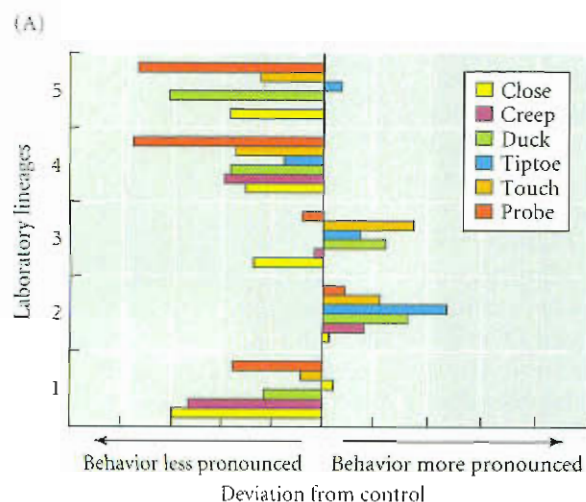 (A)
5
4
3
2
1
Laboratory lineages
Close
Creep
Duck
Tiptoe
Touch
Probe
Behavior less pronounced
Behavior more pronounced
Deviation from control